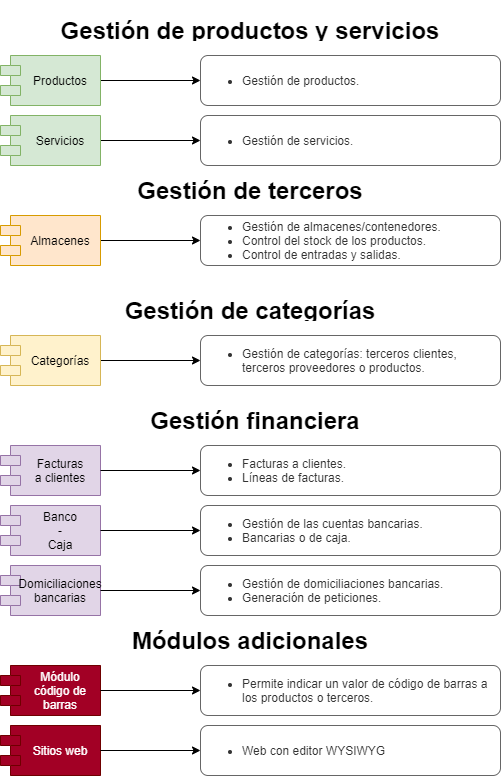 Gestión de productos y servicios
Productos
• Gestión de productos.
Servicios
• Gestión de servicios.
Gestión de terceros
Almacenes
• Gestión de almacenes/contenedores.
• Control del stock de los productos.
• Control de entradas y salidas.
Gestión de categorías
Categorías
• Gestión de categorías: terceros clientes,
terceros proveedores o productos.
Gestión financiera
Facturas
a clientes
• Facturas a clientes.
• Líneas de facturas.
Banco
-
Caja
• Gestión de las cuentas bancarias.
• Bancarias o de caja.
Domiciliaciones
bancarias
• Gestión de domiciliaciones bancarias.
• Generación de peticiones.
Módulos adicionales
Módulo
código de
barras
• Permite indicar un valor de código de barras a
los productos o terceros.
Sitios web
• Web con editor WYSIWYG